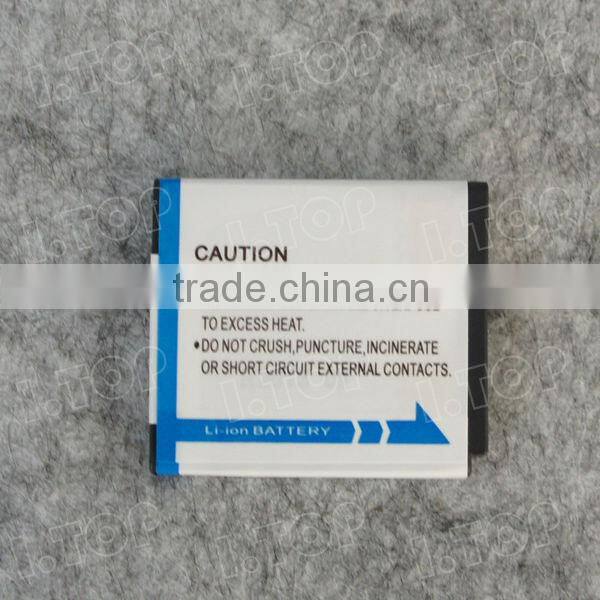 CAUTION
trade.china.com
TO EXCESS HEAT.
•DO NOT CRUSH,PUNCTURE,INCINERATE
OR SHORT CIRCUIT EXTERNAL CONTACTS.
Li-ion BATTERY
I.TOP